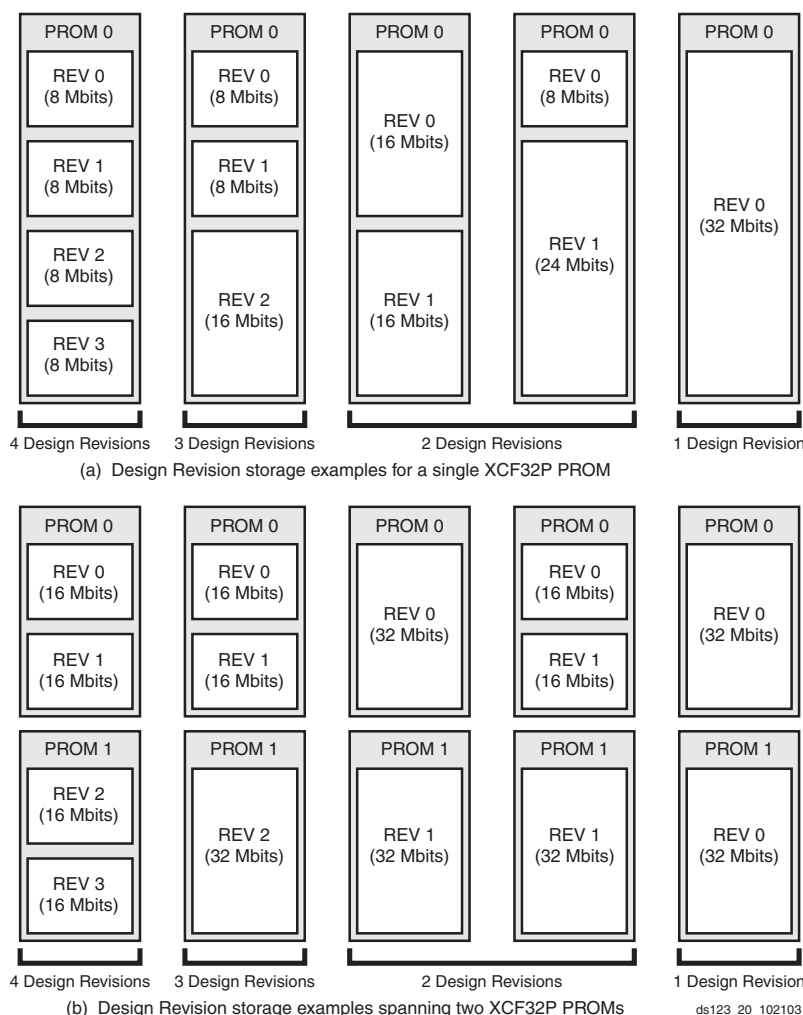 PROM 0
REV 0
(8 Mbits)
REV 1
(8 Mbits)
REV 2
(8 Mbits)
REV 3
(8 Mbits)
PROM 0
REV 0
(8 Mbits)
REV 1
(8 Mbits)
REV 2
(16 Mbits)
PROM 0
REV 0
(16 Mbits)
REV 1
(16 Mbits)
PROM 0
REV 0
(8 Mbits)
REV 1
(24 Mbits)
PROM 0
REV 0
(32 Mbits)
4 Design Revisions
3 Design Revisions
2 Design Revisions
1 Design Revision
(a) Design Revision storage examples for a single XCF32P PROM
PROM 0
REV 0
(16 Mbits)
REV 1
(16 Mbits)
PROM 0
REV 0
(16 Mbits)
REV 1
(16 Mbits)
PROM 0
REV 0
(32 Mbits)
PROM 0
REV 0
(16 Mbits)
REV 1
(16 Mbits)
PROM 0
REV 0
(32 Mbits)
PROM 1
REV 2
(16 Mbits)
REV 3
(16 Mbits)
PROM 1
REV 2
(32 Mbits)
PROM 1
REV 1
(32 Mbits)
PROM 1
REV 1
(32 Mbits)
PROM 1
REV 0
(32 Mbits)
4 Design Revisions
3 Design Revisions
2 Design Revisions
1 Design Revision
(b) Design Revision storage examples spanning two XCF32P PROMs
ds123_20_102103